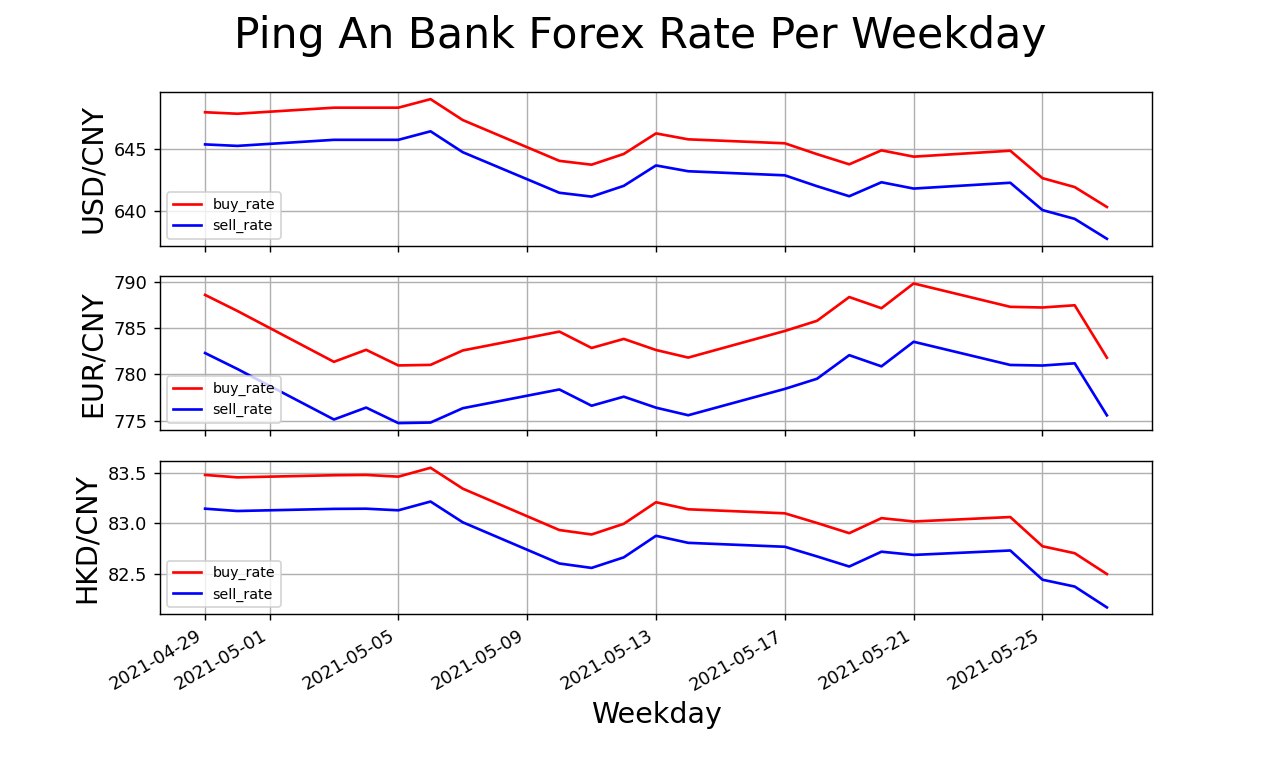 Ping An Bank Forex Rate Per Weekday
USD/CNY
645
640
buy_rate
sell_rate
EUR/CNY
790
785
780
775
buy_rate
sell_rate
HKD/CNY
83.5
83.0
82.5
buy_rate
sell_rate
2021-04-29
2021-05-01
2021-05-05
2021-05-09
2021-05-13
2021-05-17
2021-05-21
2021-05-25
Weekday